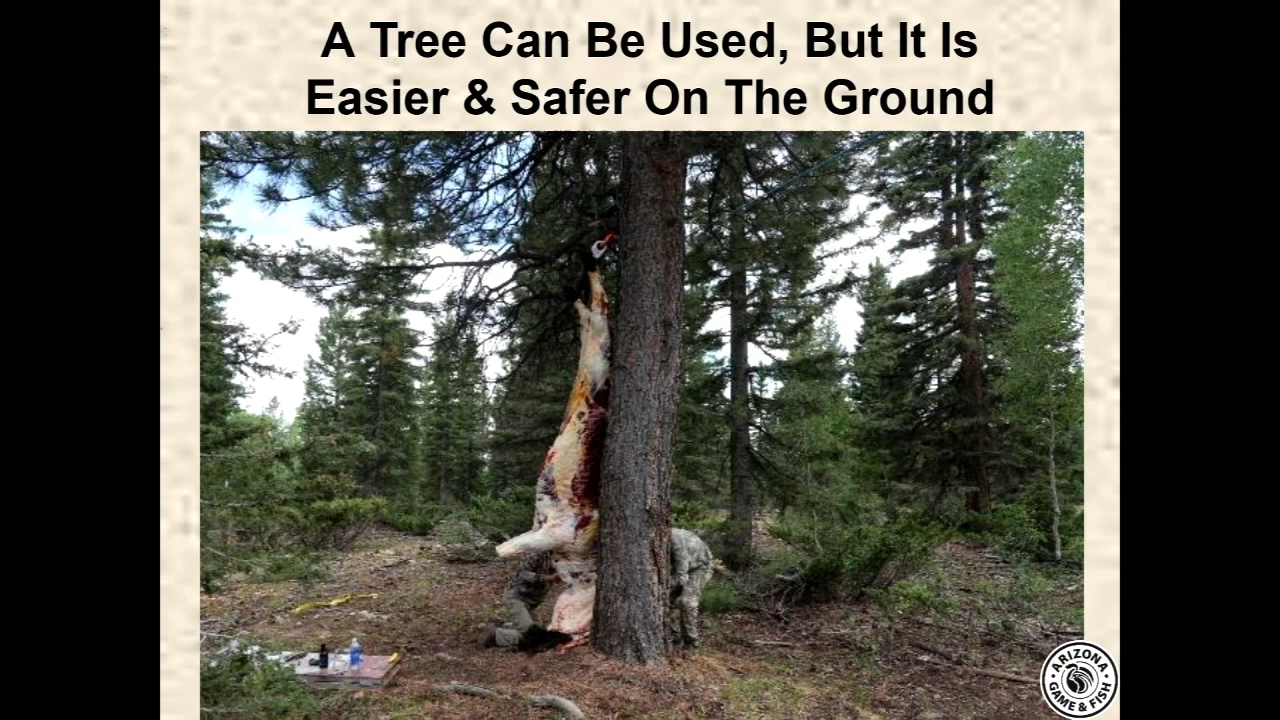 A Tree Can Be Used, But It Is
Easier & Safer On The Ground
ARIZONA
GAME & FISH